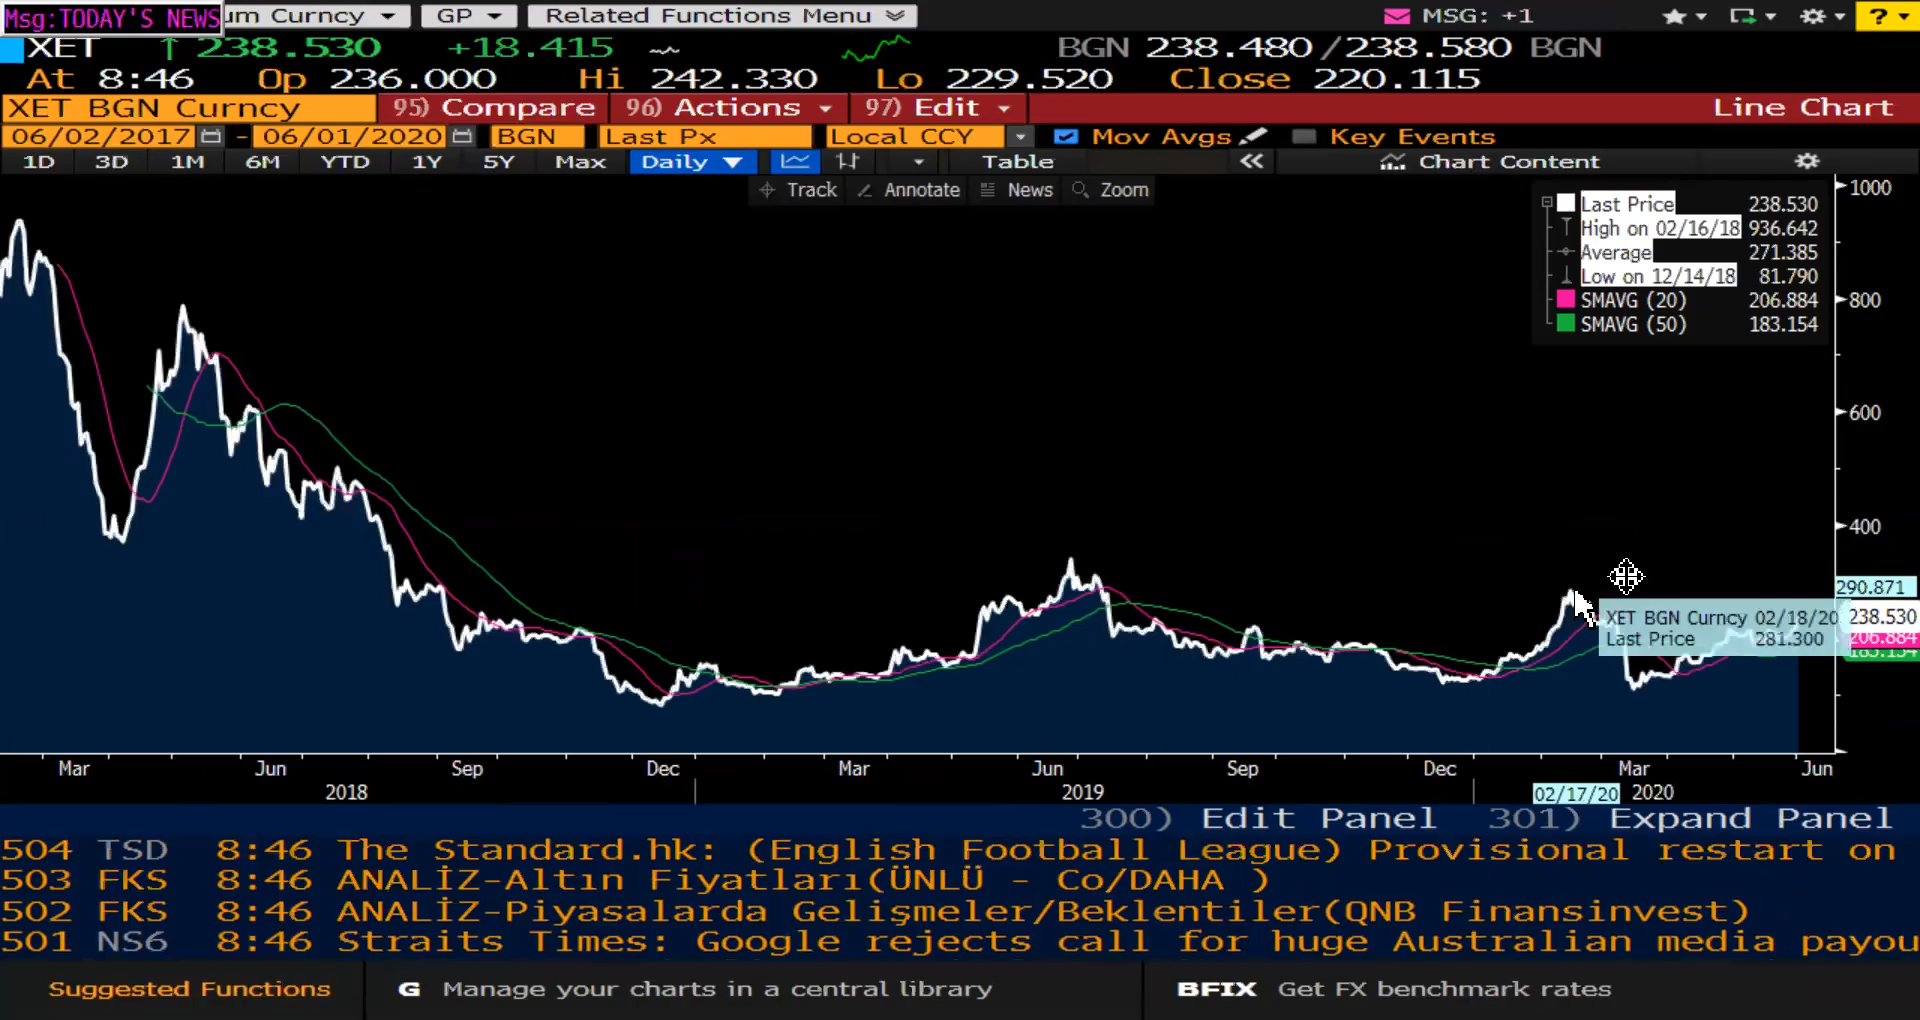 Msg:TODAY'S NEWS um Curncy GP Related Functions Menu MSG: +1 ?
XET ↑ 238.530 +18.415 BGN 238.480 / 238.580 BGN
At 8:46 Op 236.000 Hi 242.330 Lo 229.520 Close 220.115
XET BGN Curncy 95) Compare 96) Actions 97) Edit Line Chart
06/02/2017 - 06/01/2020 BGN Last Px Local CCY Mov Avgs Key Events
1D 3D 1M 6M YTD 1Y 5Y Max Daily Table « Chart Content
Track Annotate News Zoom
Last Price 238.530
High on 02/16/18 936.642
Average 271.385
Low on 12/14/18 81.790
SMAVG (20) 206.884
SMAVG (50) 183.154
1000
800
600
400
290.871
238.530
206.884
183.154
XET BGN Curncy 02/18/20
Last Price 281.300
Mar Jun Sep Dec Mar Jun Sep Dec Mar Jun
2018 2019 02/17/20 2020
300) Edit Panel 301) Expand Panel
504 TSD 8:46 The Standard.hk: (English Football League) Provisional restart on
503 FKS 8:46 ANALİZ-Altın Fiyatları(ÜNLÜ - Co/DAHA )
502 FKS 8:46 ANALİZ-Piyasalarda Gelişmeler/Beklentiler(QNB Finansinvest)
501 NS6 8:46 Straits Times: Google rejects call for huge Australian media payou
Suggested Functions G Manage your charts in a central library BFIX Get FX benchmark rates